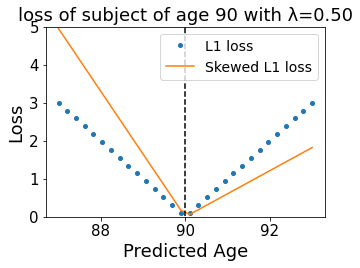 loss of subject of age 90 with λ=0.50
5
4
3
2
1
0
Loss
L1 loss
Skewed L1 loss
88
90
92
Predicted Age